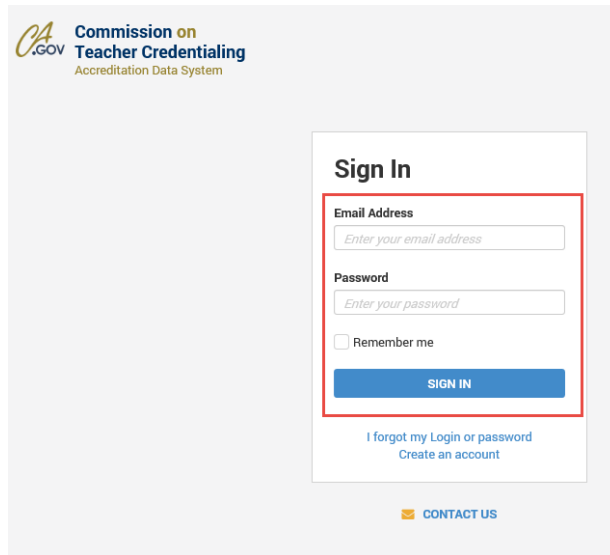 CA
.GOV
Commission on
Teacher Credentialing
Accreditation Data System
Sign In
Email Address
Enter your email address
Password
Enter your password
Remember me
SIGN IN
I forgot my Login or password
Create an account
CONTACT US